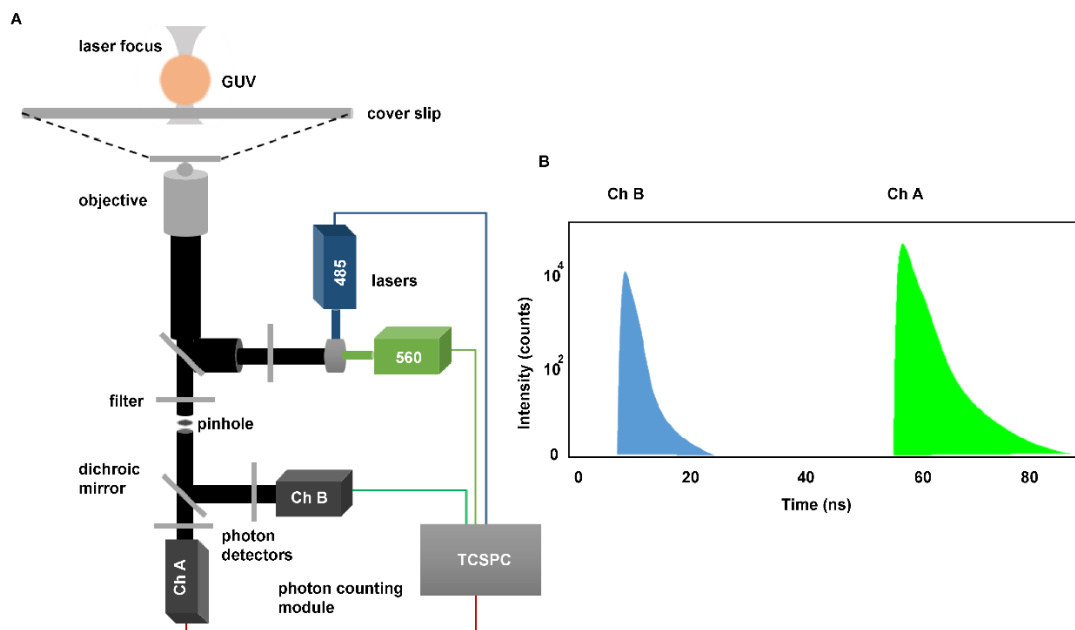 A
laser focus
GUV
cover slip
objective
485
lasers
560
filter
pinhole
dichroic
mirror
Ch B
photon
detectors
Ch A
photon counting
module
TCSPC
B
Ch B
Ch A
Intensity (counts)
10^4
10^2
0
0
20
40
60
80
Time (ns)